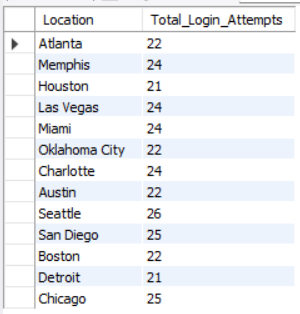 Location Total_Login_Attempts
Atlanta 22
Memphis 24
Houston 21
Las Vegas 24
Miami 24
Oklahoma City 22
Charlotte 24
Austin 22
Seattle 26
San Diego 25
Boston 22
Detroit 21
Chicago 25